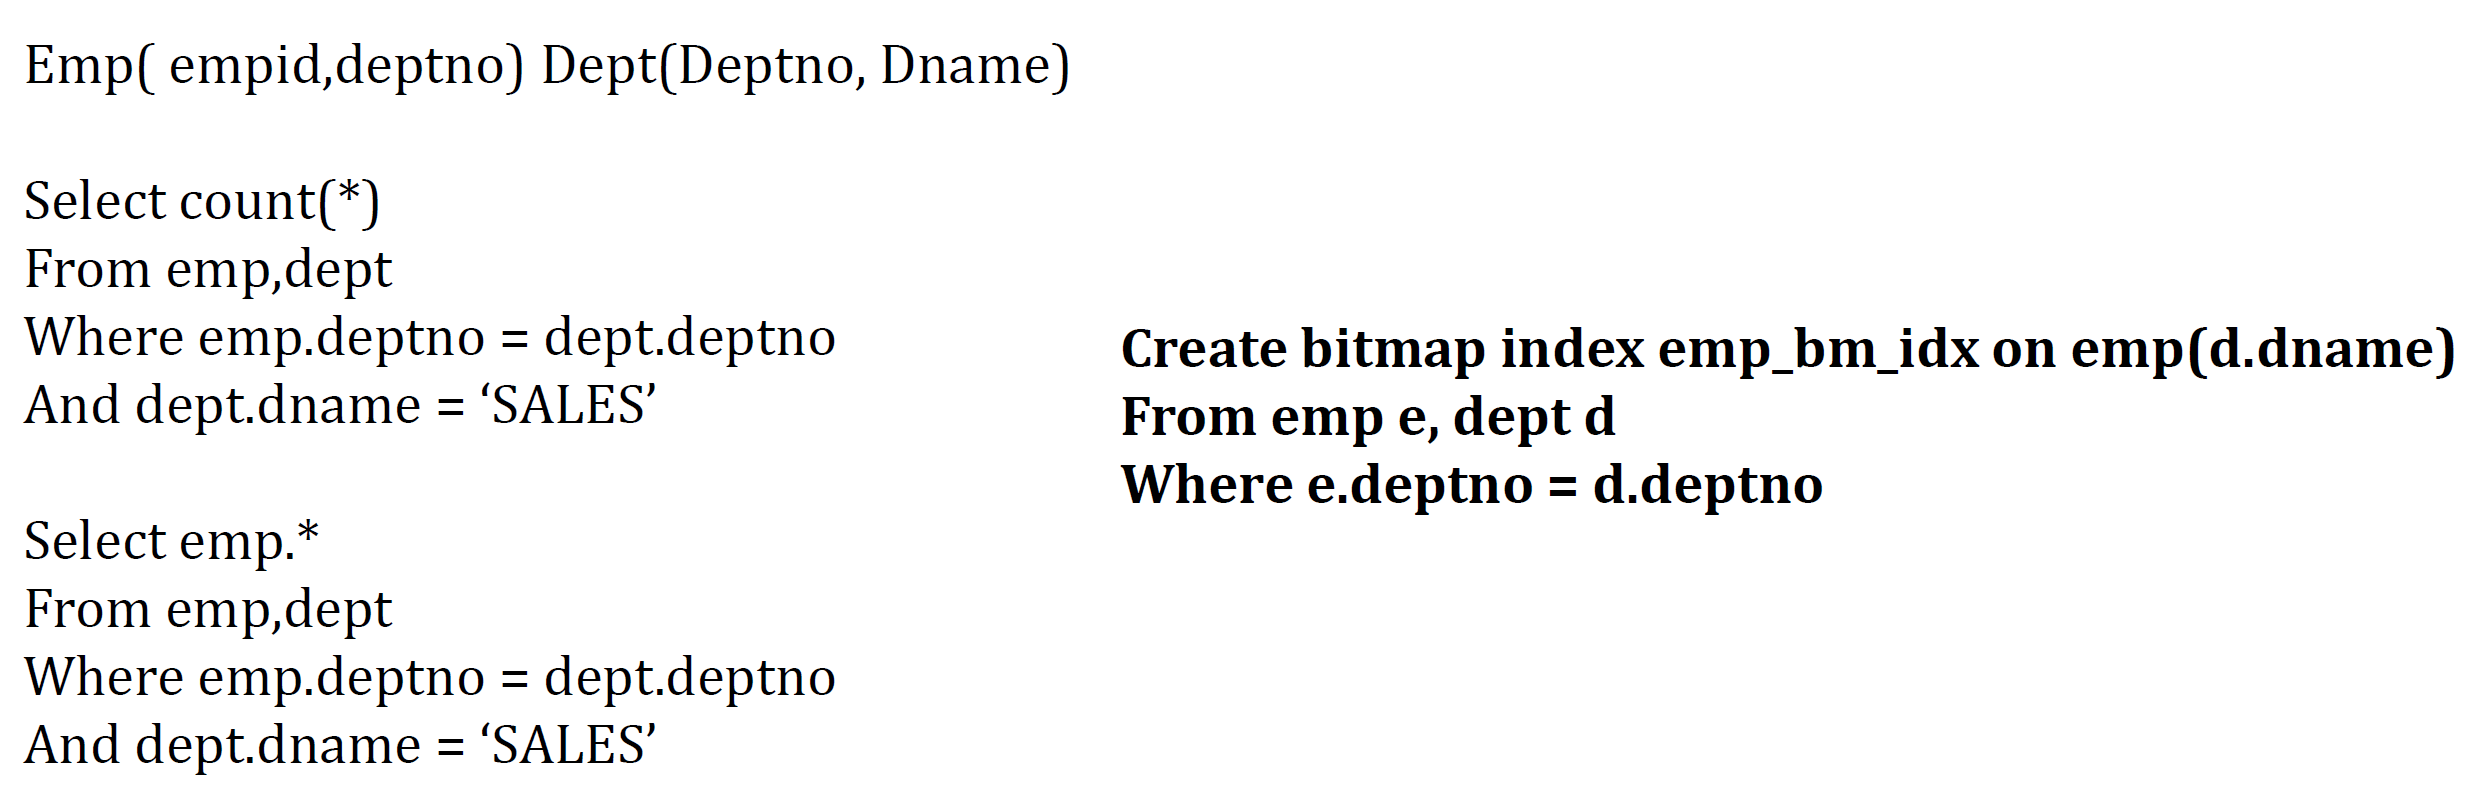 Emp( empid,deptno) Dept(Deptno, Dname)
Select count(*)
From emp,dept
Where emp.deptno = dept.deptno
And dept.dname = ‘SALES’
Select emp.*
From emp,dept
Where emp.deptno = dept.deptno
And dept.dname = ‘SALES’
Create bitmap index emp_bm_idx on emp(d.dname)
From emp e, dept d
Where e.deptno = d.deptno